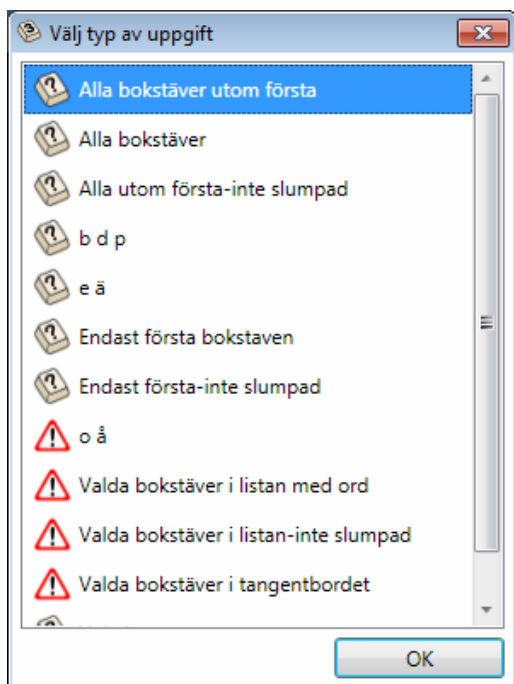 Välj typ av uppgift
Alla bokstäver utom första
Alla bokstäver
Alla utom första-inte slumpad
b d p
e ä
Endast första bokstaven
Endast första-inte slumpad
o å
Valda bokstäver i listan med ord
Valda bokstäver i listan-inte slumpad
Valda bokstäver i tangentbordet
OK